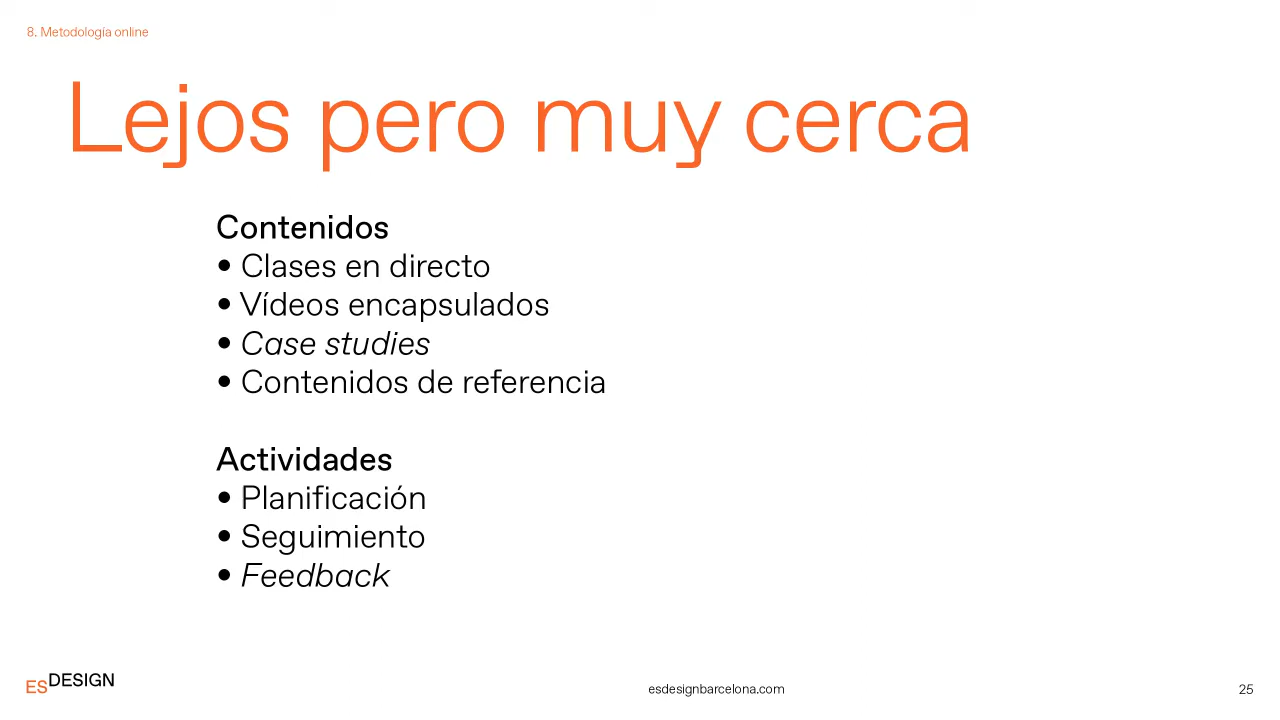 8. Metodología online
Lejos pero muy cerca
Contenidos
• Clases en directo
• Vídeos encapsulados
• Case studies
• Contenidos de referencia
Actividades
• Planificación
• Seguimiento
• Feedback
ESDESIGN
esdesignbarcelona.com
25